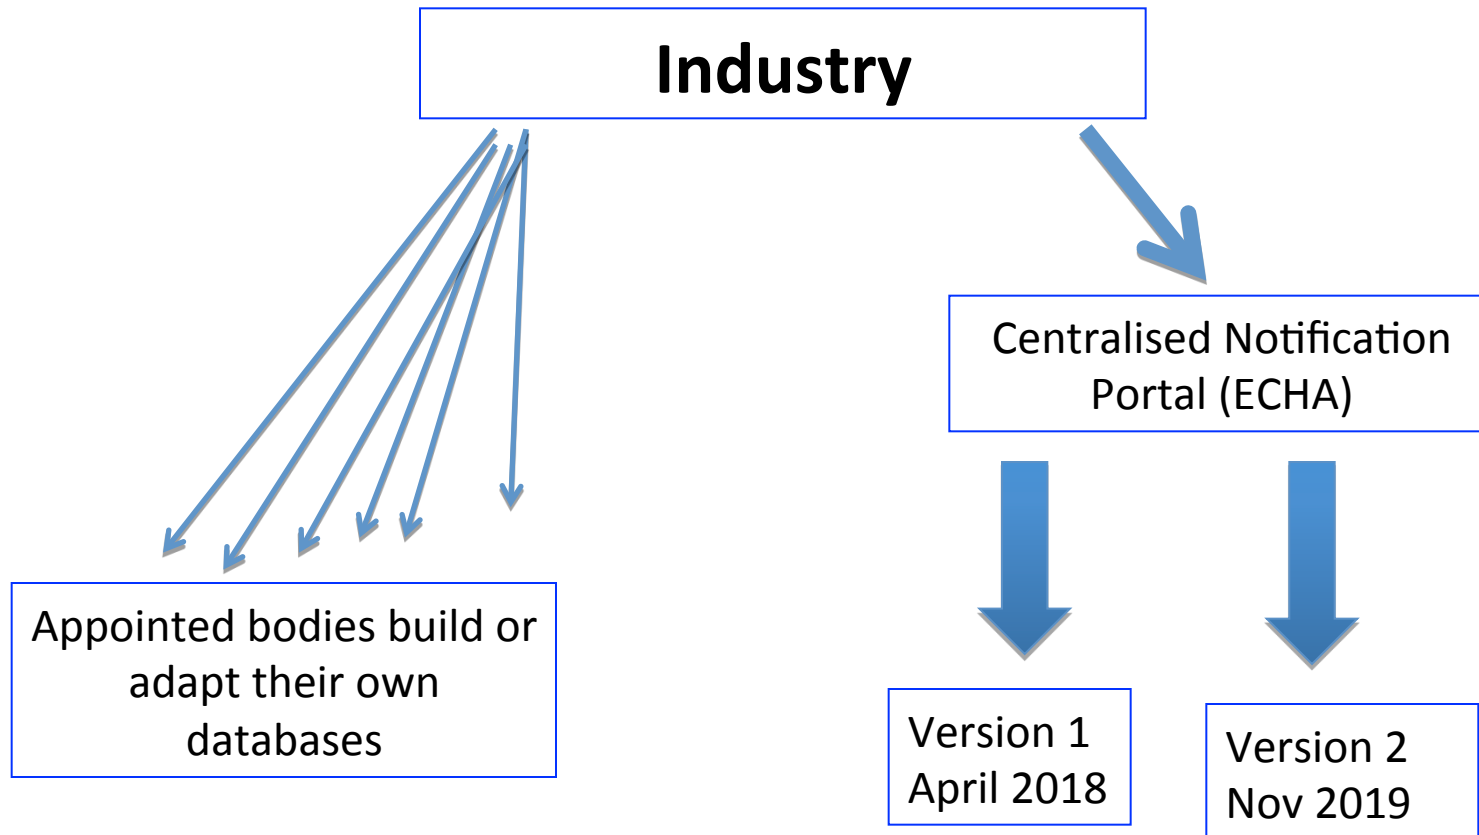 Industry
Centralised Notification
Portal (ECHA)
Appointed bodies build or
adapt their own
databases
Version 1
April 2018
Version 2
Nov 2019